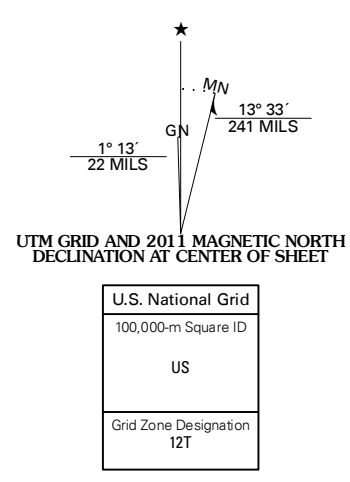 ★
MN
13° 33´
241 MILS
GN
1° 13´
22 MILS
UTM GRID AND 2011 MAGNETIC NORTH
DECLINATION AT CENTER OF SHEET
U.S. National Grid
100,000-m Square ID
US
Grid Zone Designation
12T